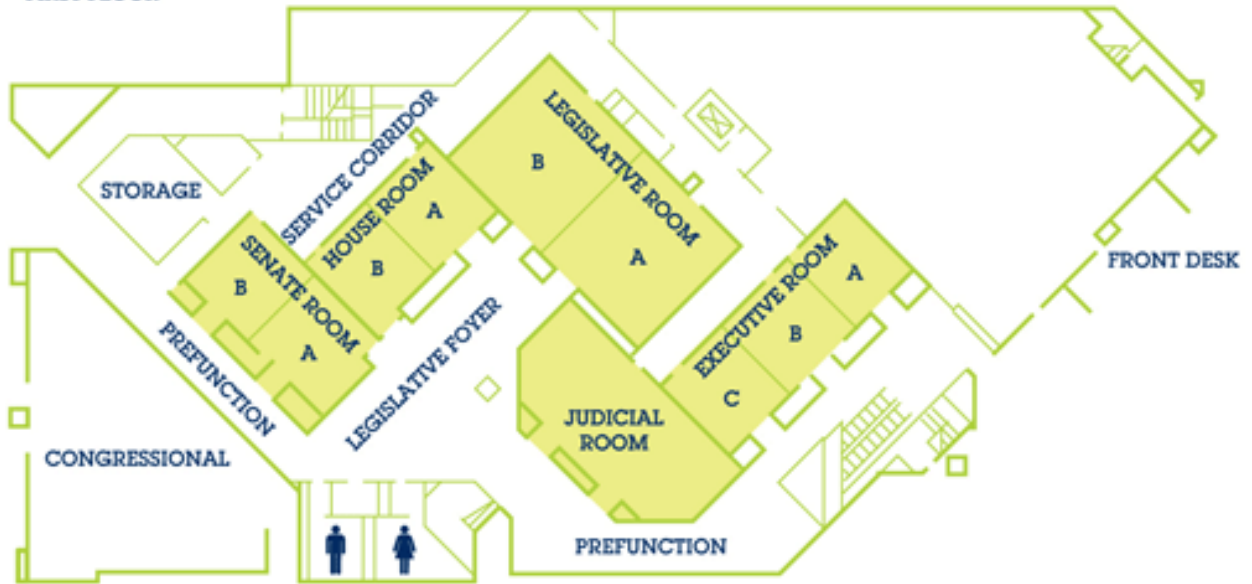 LEGISLATIVE ROOM
B
A
SERVICE CORRIDOR
STORAGE
HOUSE ROOM
A
B
SENATE ROOM
B
A
EXECUTIVE ROOM
A
B
C
FRONT DESK
PREFUNCTION
LEGISLATIVE FOYER
JUDICIAL
ROOM
CONGRESSIONAL
PREFUNCTION